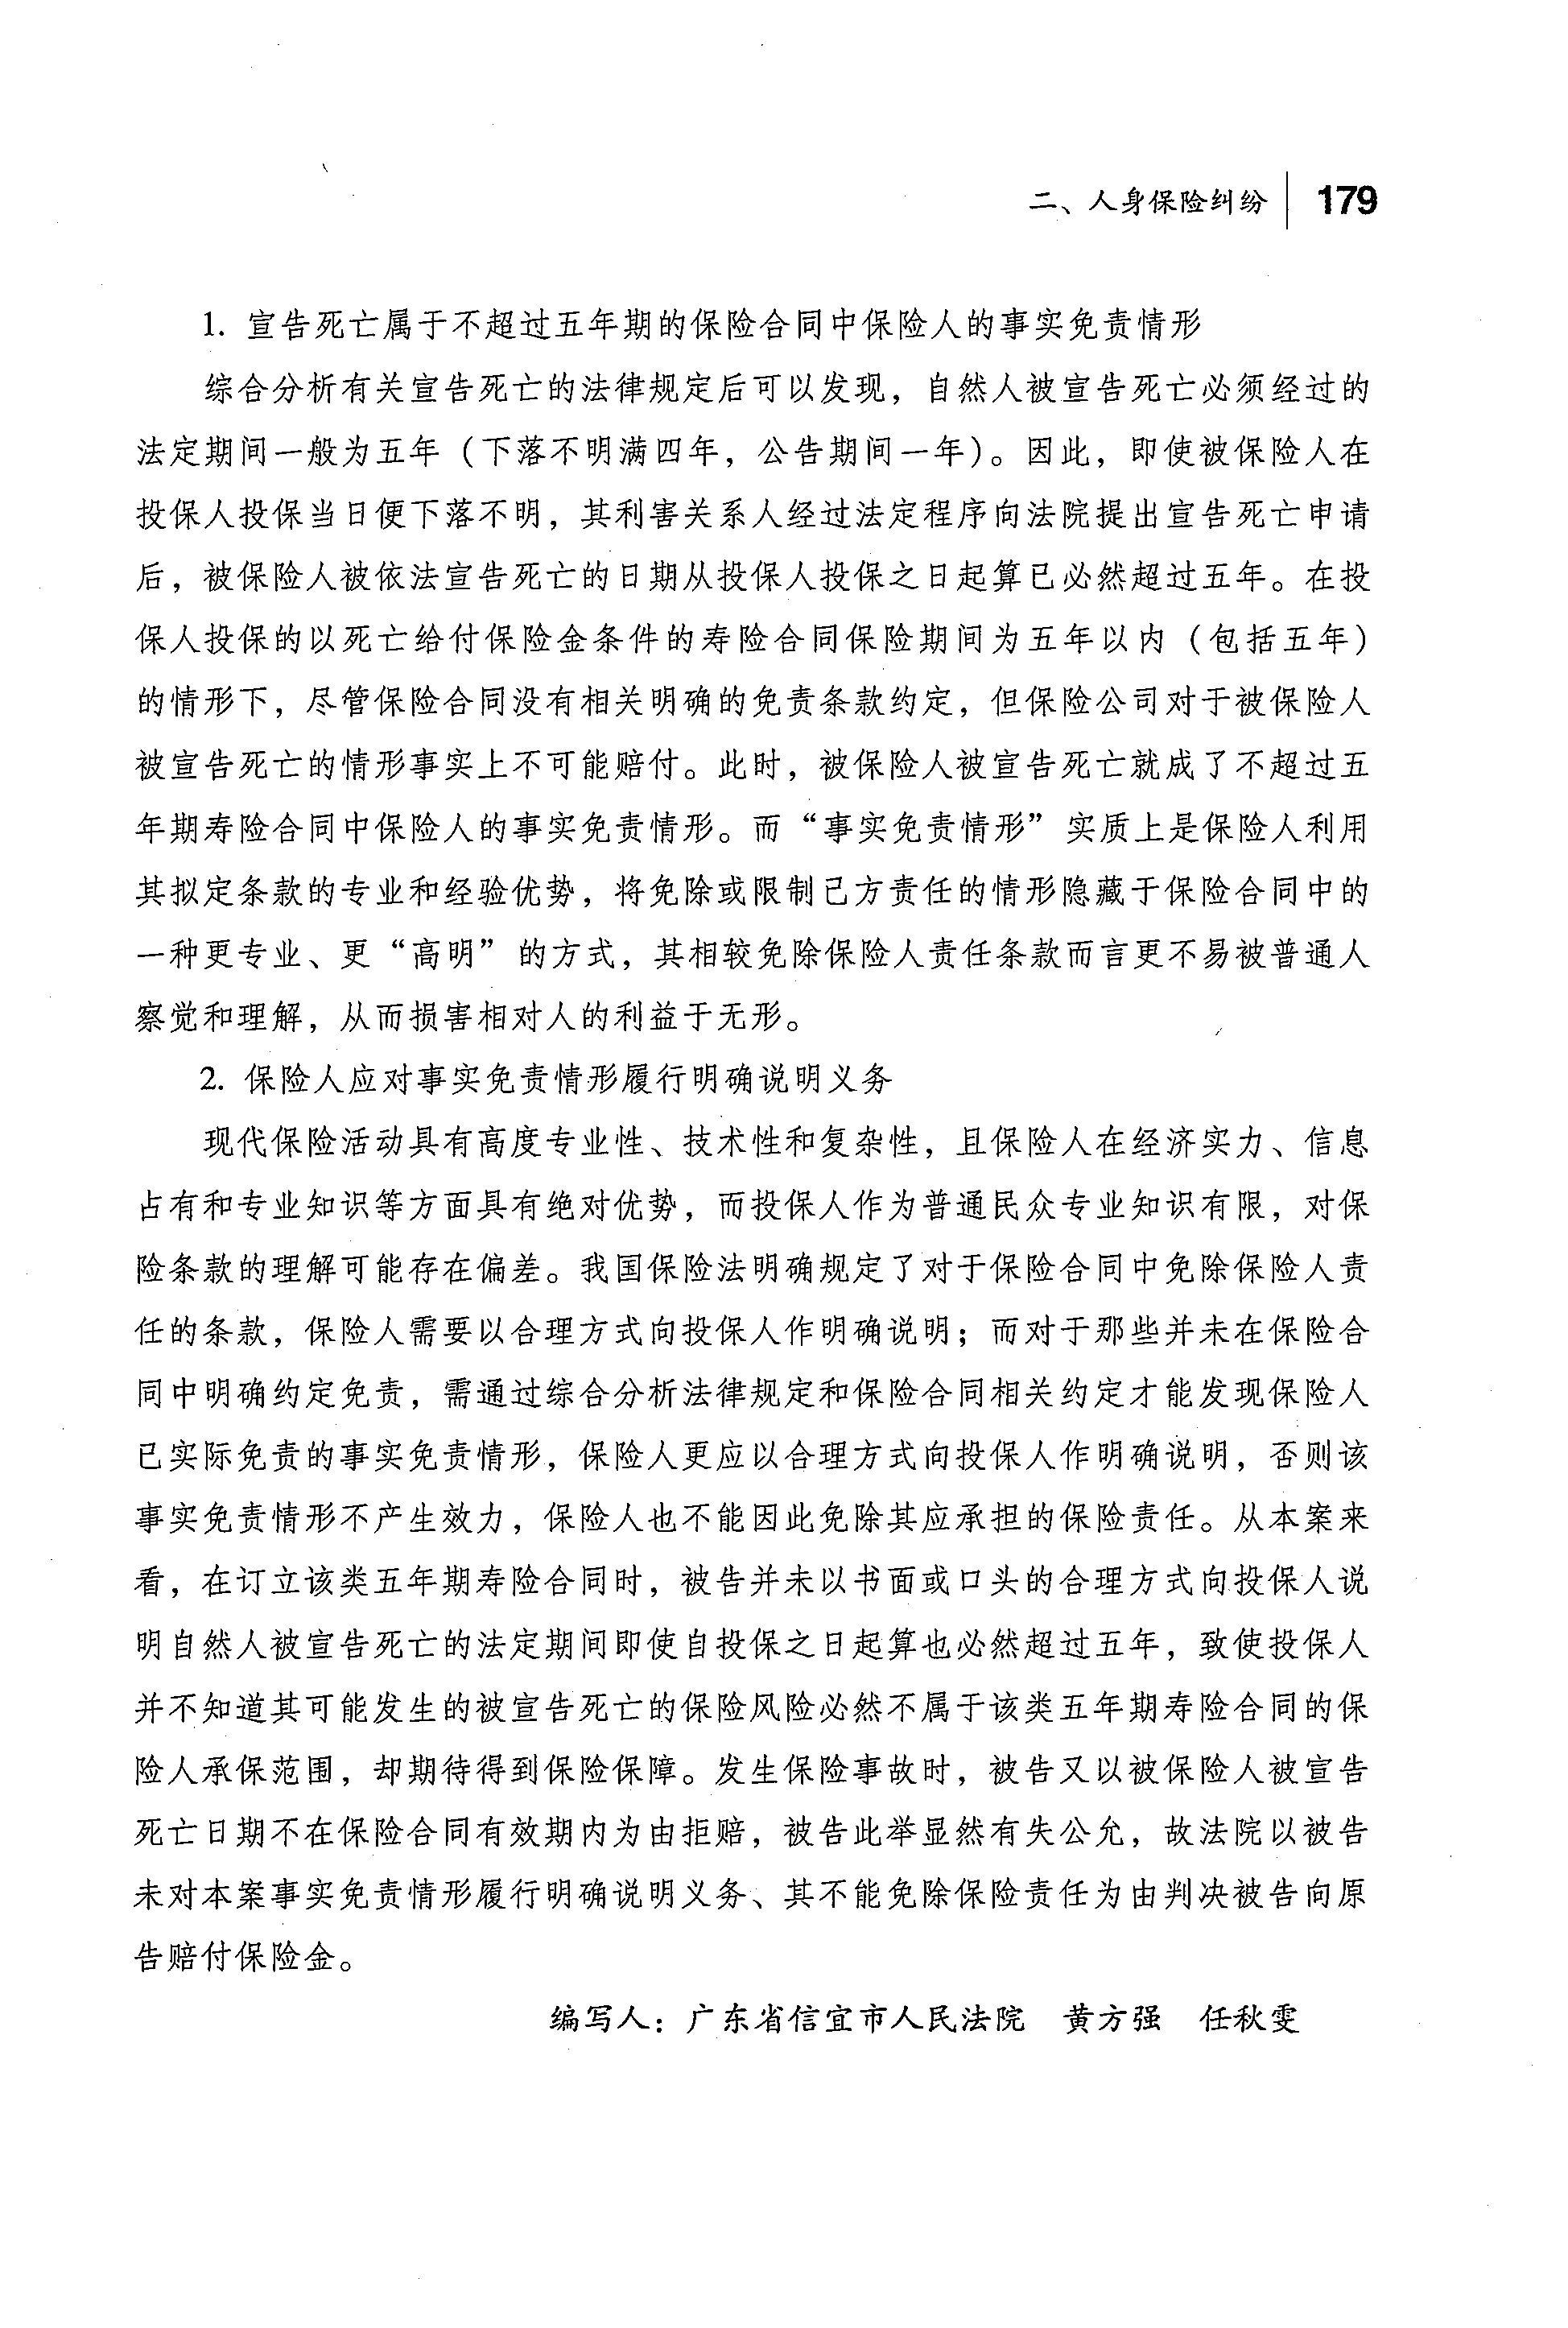 二、人身保险纠纷 179
1. 宣告死亡属于不超过五年期的保险合同中保险人的事实免责情形
综合分析有关宣告死亡的法律规定后可以发现，自然人被宣告死亡必须经过的
法定期间一般为五年（下落不明满四年，公告期间一年）。因此，即使被保险人在
投保人投保当日便下落不明，其利害关系人经过法定程序向法院提出宣告死亡申请
后，被保险人被依法宣告死亡的日期从投保人投保之日起算已必然超过五年。在投
保人投保的以死亡给付保险金条件的寿险合同保险期间为五年以内（包括五年）
的情形下，尽管保险合同没有相关明确的免责条款约定，但保险公司对于被保险人
被宣告死亡的情形事实上不可能赔付。此时，被保险人被宣告死亡就成了不超过五
年期寿险合同中保险人的事实免责情形。而“事实免责情形”实质上是保险人利用
其拟定条款的专业和经验优势，将免除或限制己方责任的情形隐藏于保险合同中的
一种更专业、更“高明”的方式，其相较免除保险人责任条款而言更不易被普通人
察觉和理解，从而损害相对人的利益于无形。
2. 保险人应对事实免责情形履行明确说明义务
现代保险活动具有高度专业性、技术性和复杂性，且保险人在经济实力、信息
占有和专业知识等方面具有绝对优势，而投保人作为普通民众专业知识有限，对保
险条款的理解可能存在偏差。我国保险法明确规定了对于保险合同中免除保险人责
任的条款，保险人需要以合理方式向投保人作明确说明；而对于那些并未在保险合
同中明确约定免责，需通过综合分析法律规定和保险合同相关约定才能发现保险人
已实际免责的事实免责情形，保险人更应以合理方式向投保人作明确说明，否则该
事实免责情形不产生效力，保险人也不能因此免除其应承担的保险责任。从本案来
看，在订立该类五年期寿险合同时，被告并未以书面或口头的合理方式向投保人说
明自然人被宣告死亡的法定期间即使自投保之日起算也必然超过五年，致使投保人
并不知道其可能发生的被宣告死亡的保险风险必然不属于该类五年期寿险合同的保
险人承保范围，却期待得到保险保障。发生保险事故时，被告又以被保险人被宣告
死亡日期不在保险合同有效期内为由拒赔，被告此举显然有失公允，故法院以被告
未对本案事实免责情形履行明确说明义务、其不能免除保险责任为由判决被告向原
告赔付保险金。
编写人：广东省信宜市人民法院 黄方强 任秋雯